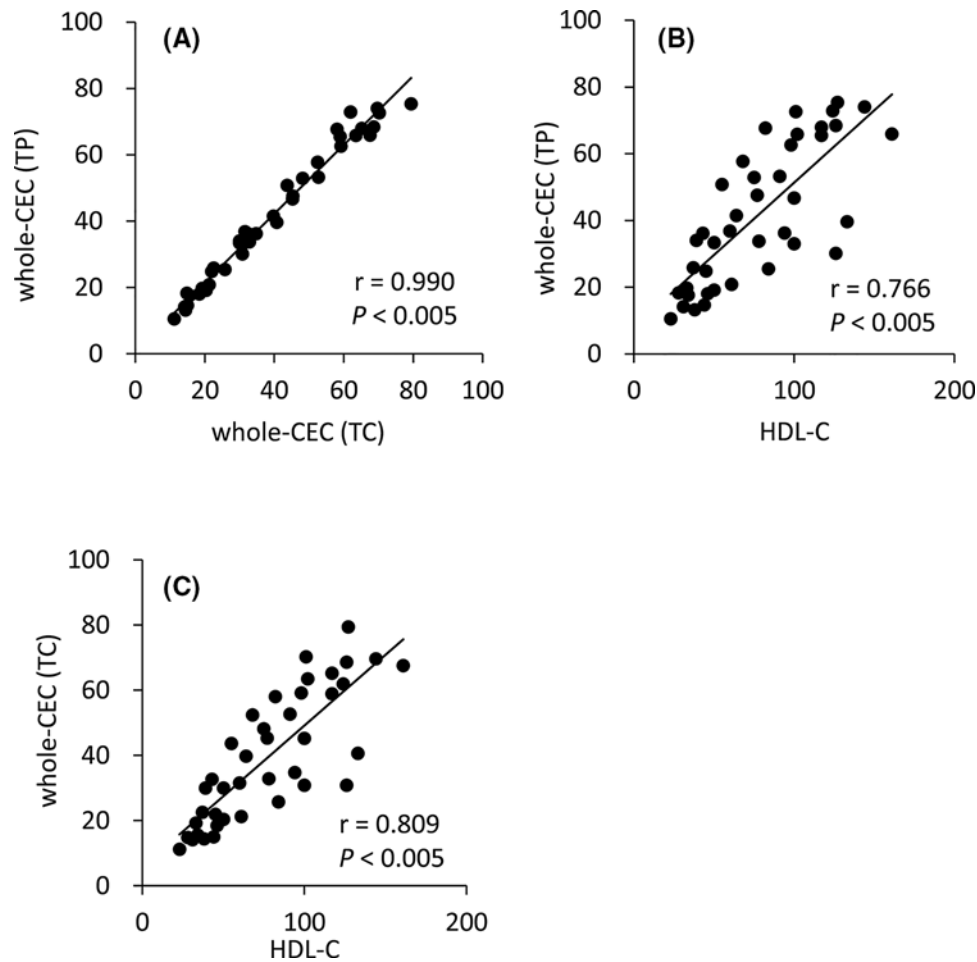 (A)
100
80
60
40
20
0
whole-CEC (TP)
r = 0.990
P < 0.005
0 20 40 60 80 100
whole-CEC (TC)
(B)
100
80
60
40
20
0
whole-CEC (TP)
r = 0.766
P < 0.005
0 100 200
HDL-C
(C)
100
80
60
40
20
0
whole-CEC (TC)
r = 0.809
P < 0.005
0 100 200
HDL-C